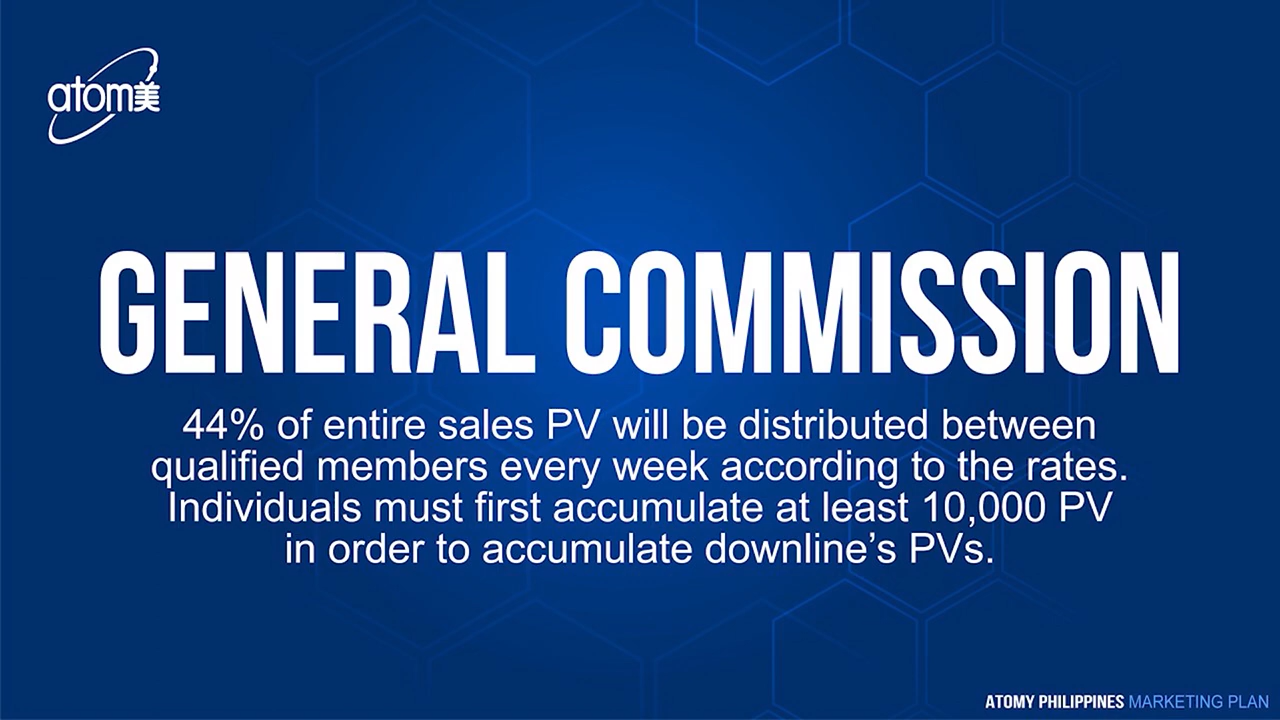 atom美
GENERAL COMMISSION
44% of entire sales PV will be distributed between
qualified members every week according to the rates.
Individuals must first accumulate at least 10,000 PV
in order to accumulate downline’s PVs.
ATOMY PHILIPPINES MARKETING PLAN